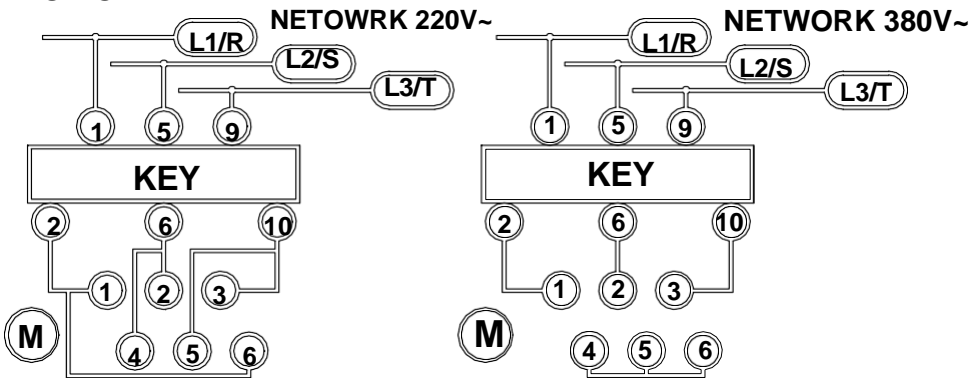 NETOWRK 220V~
L1/R
L2/S
L3/T
1 5 9
KEY
2 6 10
1 2 3
M
4 5 6
NETWORK 380V~
L1/R
L2/S
L3/T
1 5 9
KEY
2 6 10
1 2 3
M
4 5 6